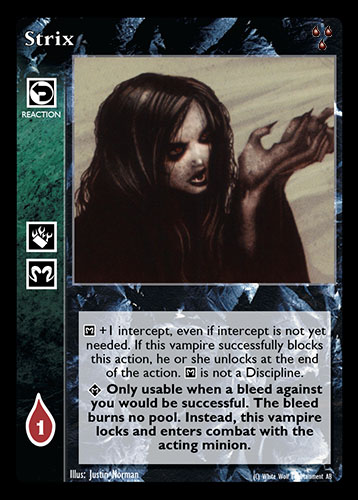 Strix
REACTION
+1 intercept, even if intercept is not yet
needed. If this vampire successfully blocks
this action, he or she unlocks at the end
of the action. is not a Discipline.
Only usable when a bleed against
you would be successful. The bleed
burns no pool. Instead, this vampire
locks and enters combat with the
acting minion.
1
Illus: Justin Norman
(C) White Wolf Entertainment AB